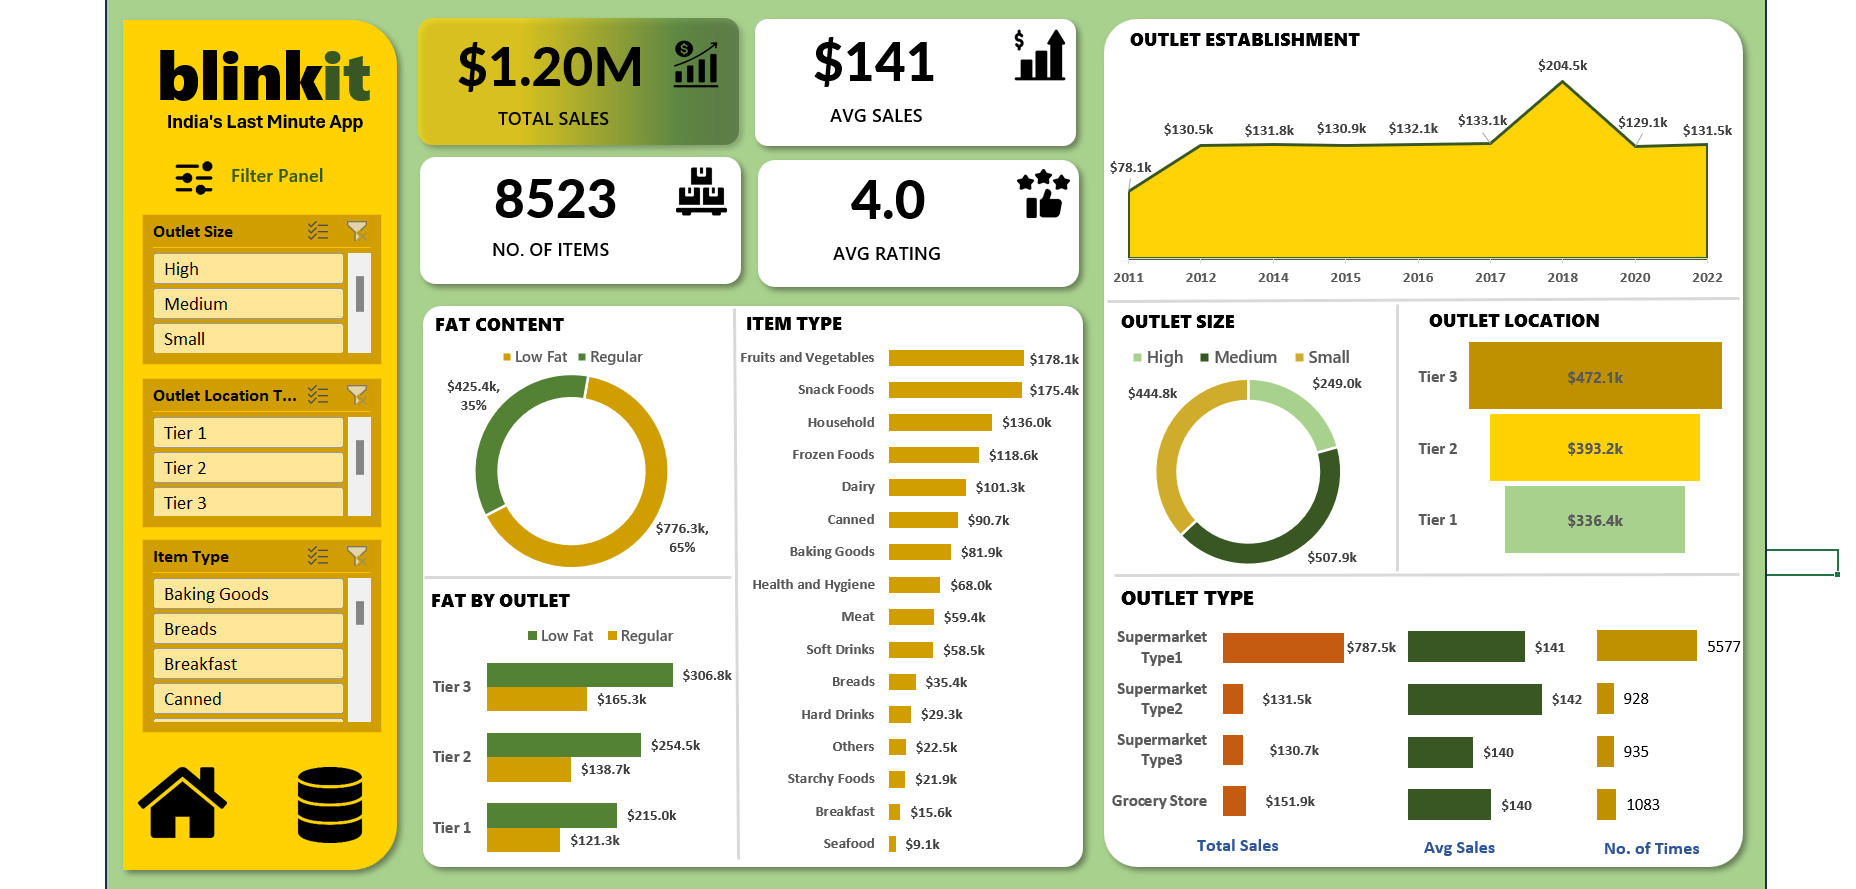 blinkit
India's Last Minute App
Filter Panel
Outlet Size
High
Medium
Small
Outlet Location T...
Tier 1
Tier 2
Tier 3
Item Type
Baking Goods
Breads
Breakfast
Canned
$1.20M
TOTAL SALES
$141
AVG SALES
8523
NO. OF ITEMS
4.0
AVG RATING
FAT CONTENT
Low Fat Regular
$425.4k,
35%
$776.3k,
65%
FAT BY OUTLET
Low Fat Regular
Tier 3 $306.8k
$165.3k
Tier 2 $254.5k
$138.7k
Tier 1 $215.0k
$121.3k
ITEM TYPE
Fruits and Vegetables $178.1k
Snack Foods $175.4k
Household $136.0k
Frozen Foods $118.6k
Dairy $101.3k
Canned $90.7k
Baking Goods $81.9k
Health and Hygiene $68.0k
Meat $59.4k
Soft Drinks $58.5k
Breads $35.4k
Hard Drinks $29.3k
Others $22.5k
Starchy Foods $21.9k
Breakfast $15.6k
Seafood $9.1k
OUTLET ESTABLISHMENT
$78.1k $130.5k $131.8k $130.9k $132.1k $133.1k $204.5k $129.1k $131.5k
2011 2012 2014 2015 2016 2017 2018 2020 2022
OUTLET SIZE
High Medium Small
$444.8k $249.0k
$507.9k
OUTLET LOCATION
Tier 3 $472.1k
Tier 2 $393.2k
Tier 1 $336.4k
OUTLET TYPE
Supermarket
Type1 $787.5k $141 5577
Supermarket
Type2 $131.5k $142 928
Supermarket
Type3 $130.7k $140 935
Grocery Store $151.9k $140 1083
Total Sales Avg Sales No. of Times